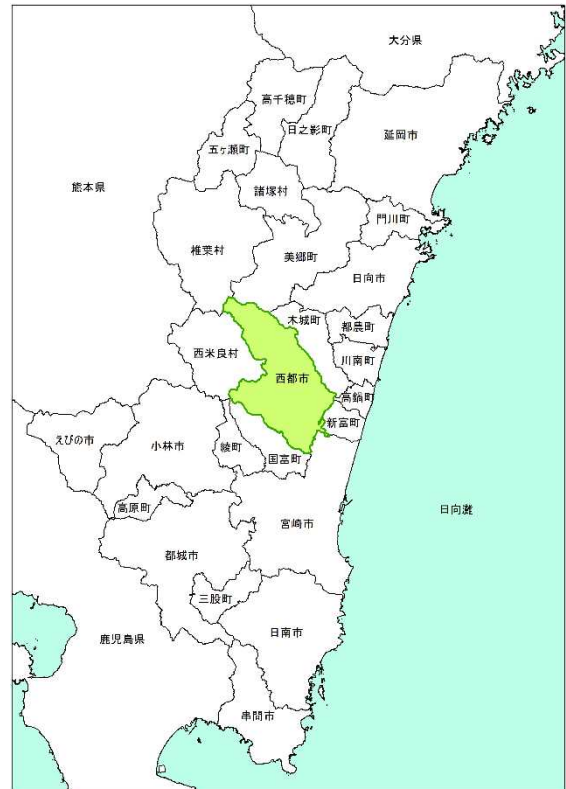 大分県
高千穂町
日之影町
延岡市
五ヶ瀬町
熊本県
諸塚村
門川町
椎葉村
美郷町
日向市
木城町
都農町
西米良村
川南町
西都市
高鍋町
新富町
えびの市
小林市
綾町
国富町
高原町
宮崎市
日向灘
都城市
三股町
鹿児島県
日南市
串間市